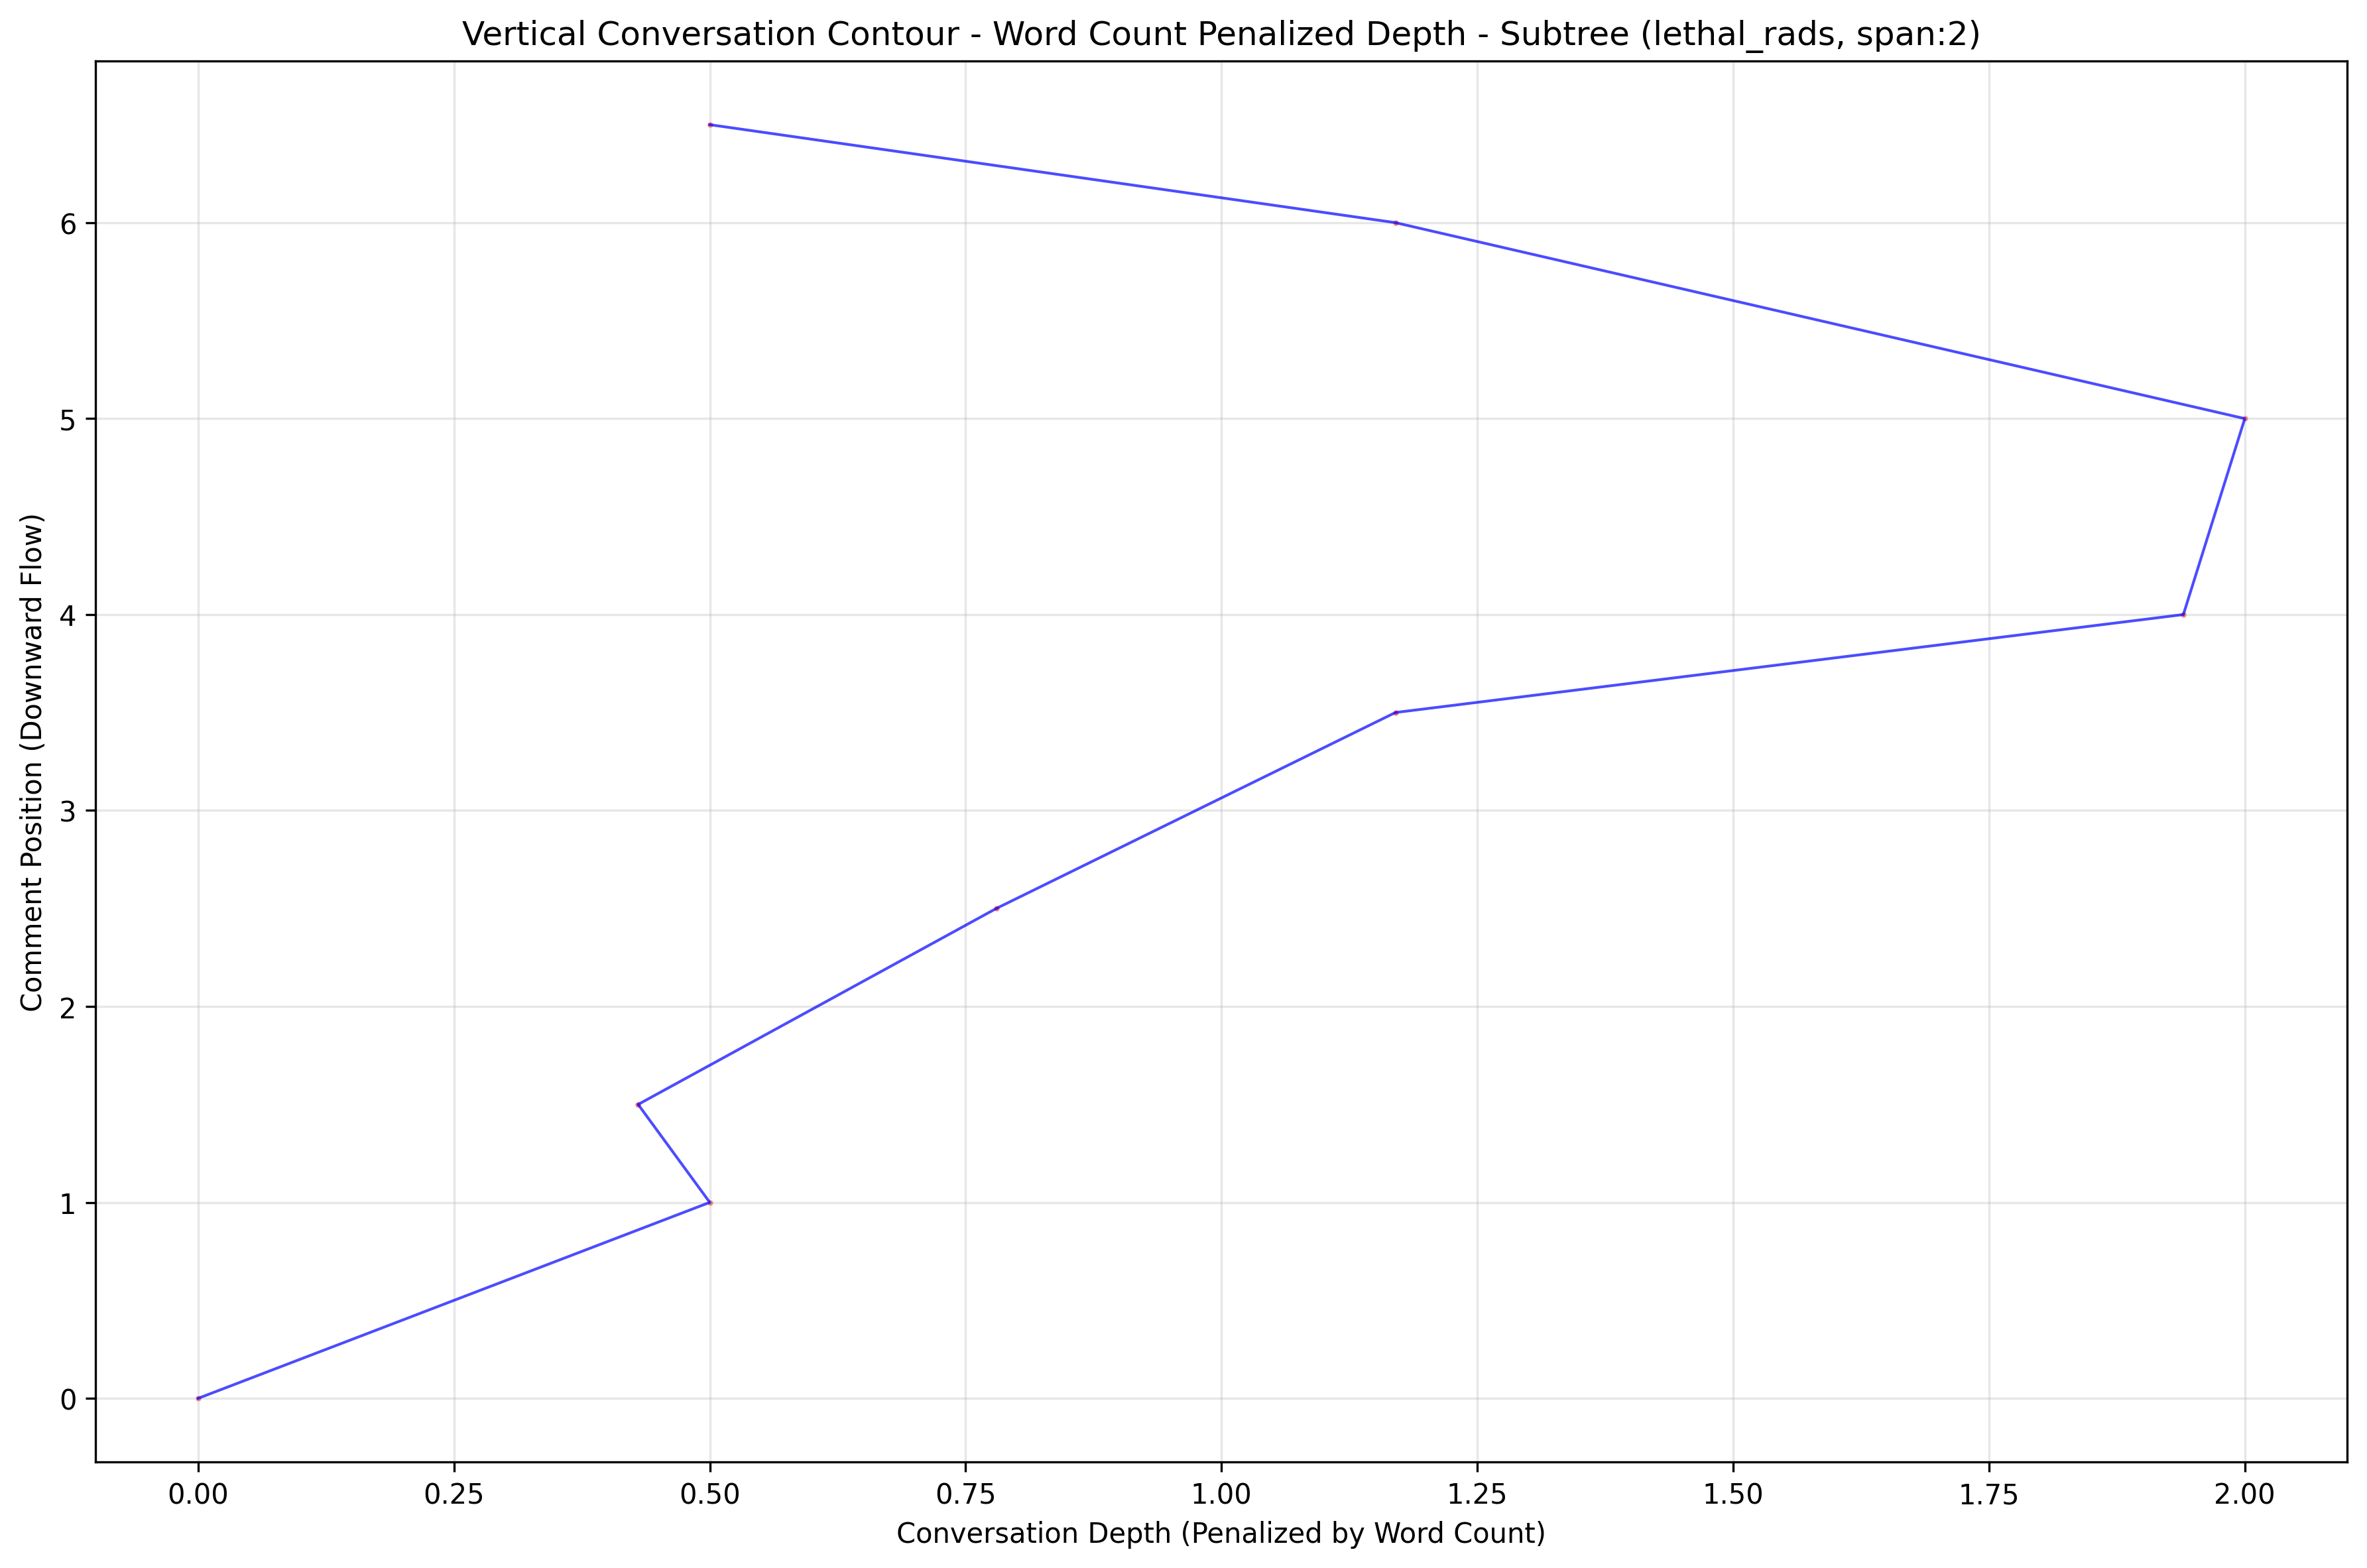 Vertical Conversation Contour - Word Count Penalized Depth - Subtree (lethal_rads, span:2)
Comment Position (Downward Flow)
6
5
4
3
2
1
0
0.00 0.25 0.50 0.75 1.00 1.25 1.50 1.75 2.00
Conversation Depth (Penalized by Word Count)